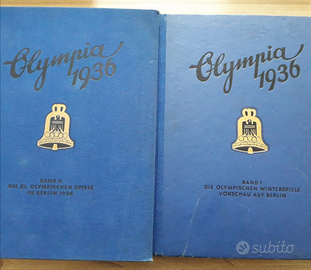 Olympia
1936
BAND II
DIE XI. OLYMPISCHEN SPIELE
IN BERLIN 1936
Olympia
1936
BAND I
DIE OLYMPISCHEN WINTERSPIELE
VORSCHAU AUF BERLIN
subito